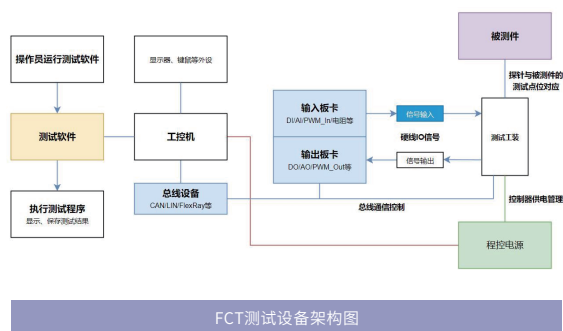 操作员运行测试软件
测试软件
执行测试程序
显示、保存测试结果
显示器、键鼠等外设
工控机
总线设备
CAN/LIN/FlexRay等
输入板卡
DI/AI/PWM_In/电阻等
输出板卡
DO/AO/PWM_Out等
信号输入
硬线IO信号
信号输出
总线通信控制
被测件
探针与被测件的
测试点位对应
测试工装
控制器供电管理
程控电源
FCT测试设备架构图